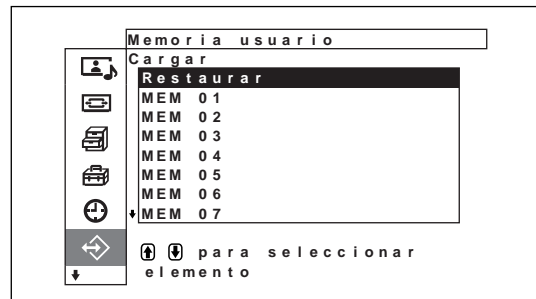 Memoria usuario
Cargar
Restaurar
MEM 01
MEM 02
MEM 03
MEM 04
MEM 05
MEM 06
MEM 07
para seleccionar
elemento